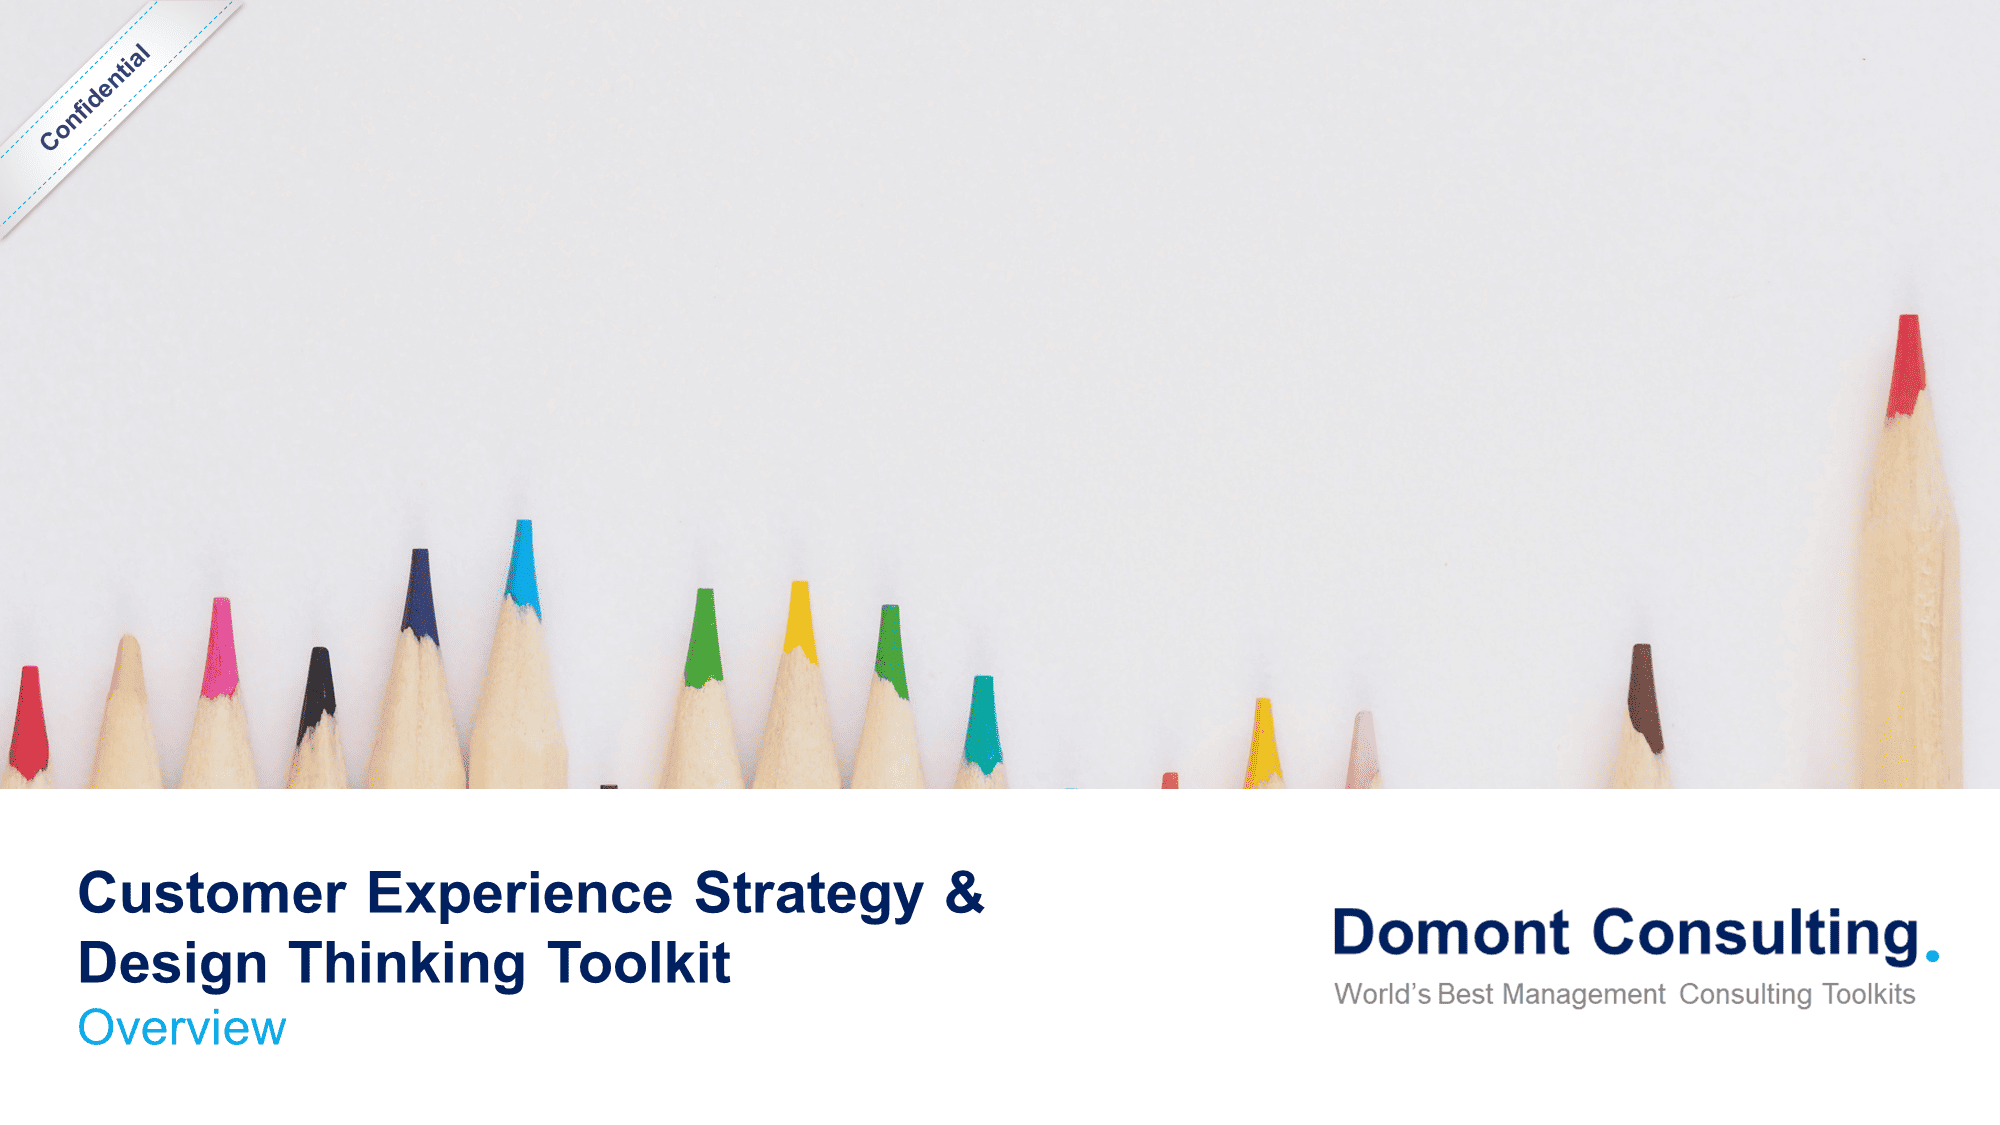 Confidential
Customer Experience Strategy &
Design Thinking Toolkit
Overview
Domont Consulting.
World's Best Management Consulting Toolkits